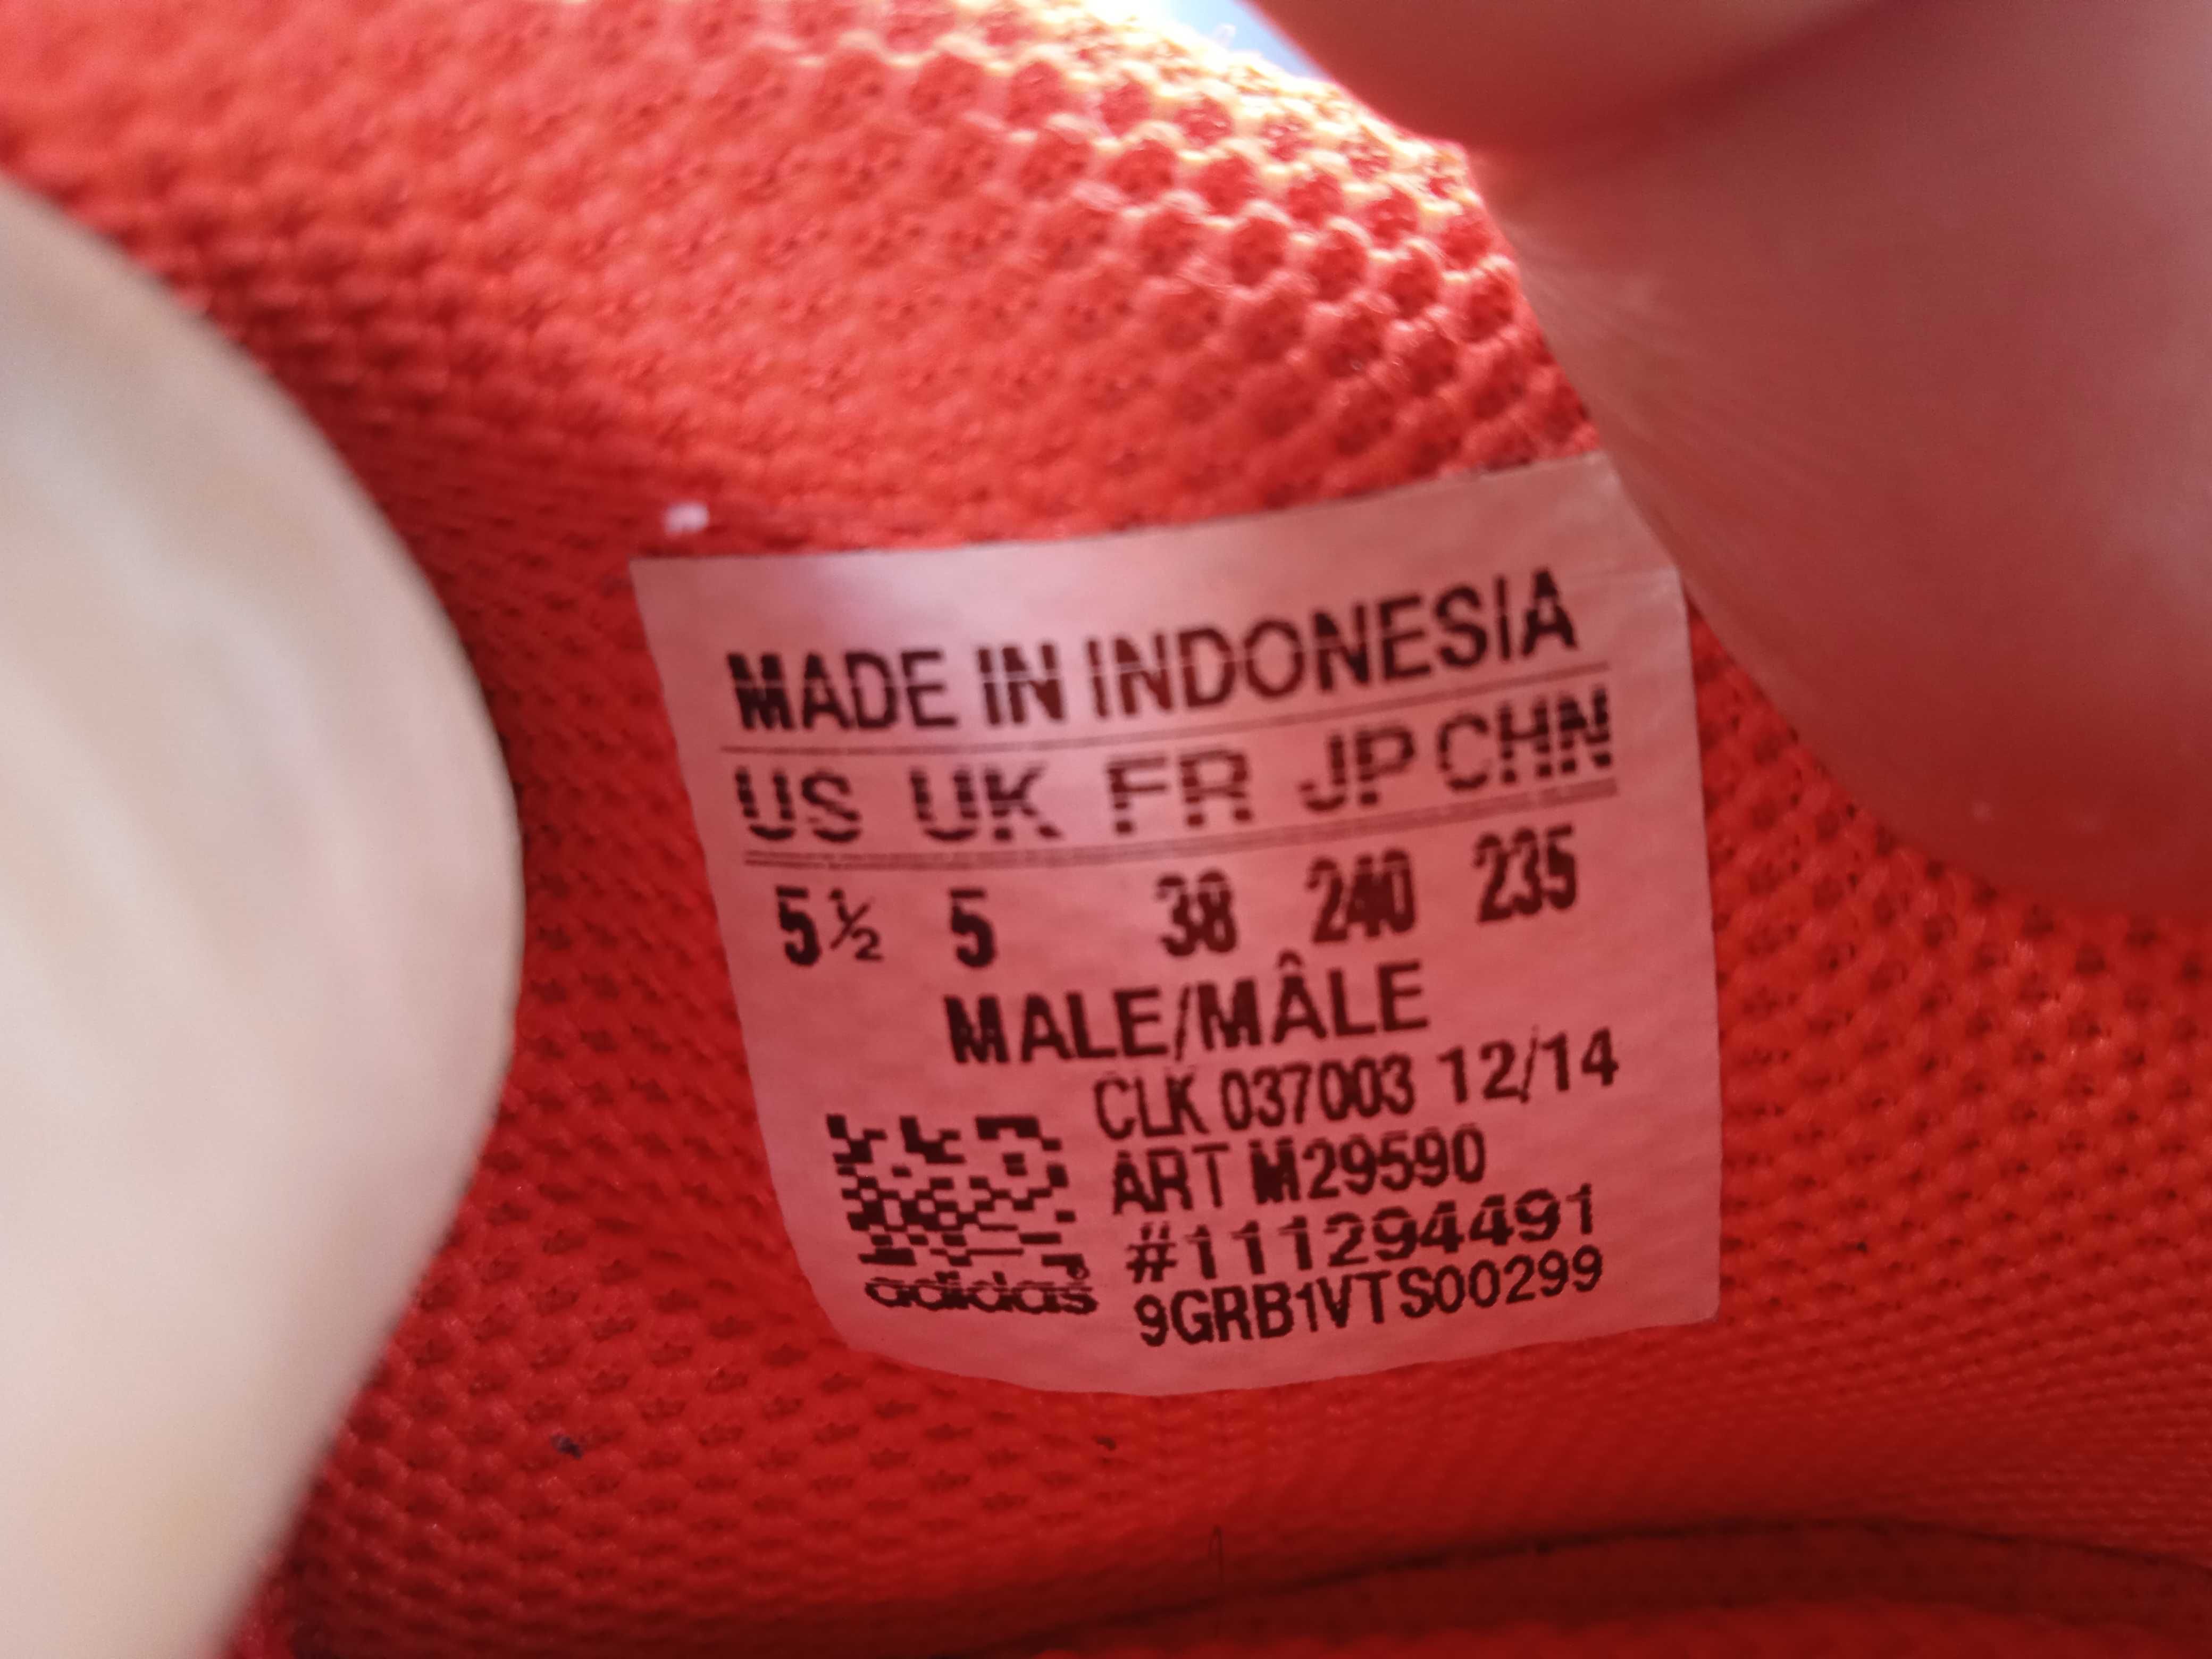 MADE IN INDONESIA
US UK FR JP CHN
5½ 5 38 240 235
MALE/MÂLE
CLK 037003 12/14
ART M29590
#111294491
adidas®
9GRB1VTS00299